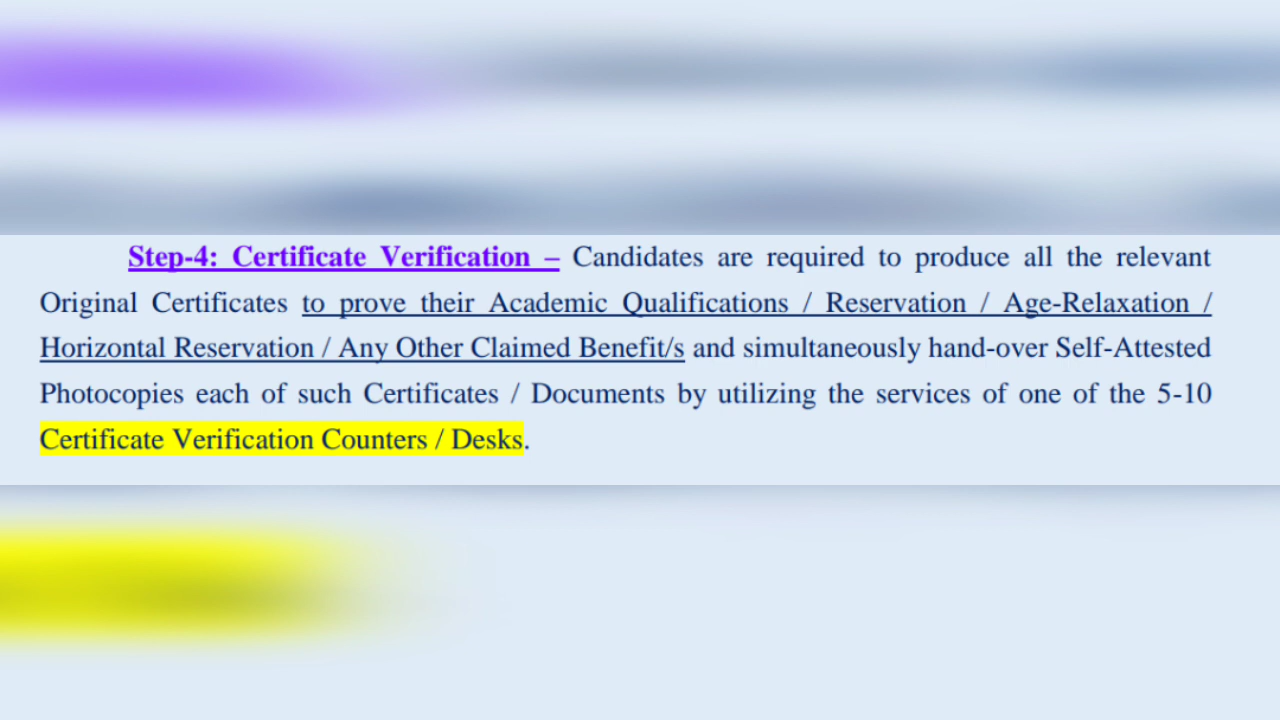 Step-4: Certificate Verification – Candidates are required to produce all the relevant
Original Certificates to prove their Academic Qualifications / Reservation / Age-Relaxation /
Horizontal Reservation / Any Other Claimed Benefit/s and simultaneously hand-over Self-Attested
Photocopies each of such Certificates / Documents by utilizing the services of one of the 5-10
Certificate Verification Counters / Desks.